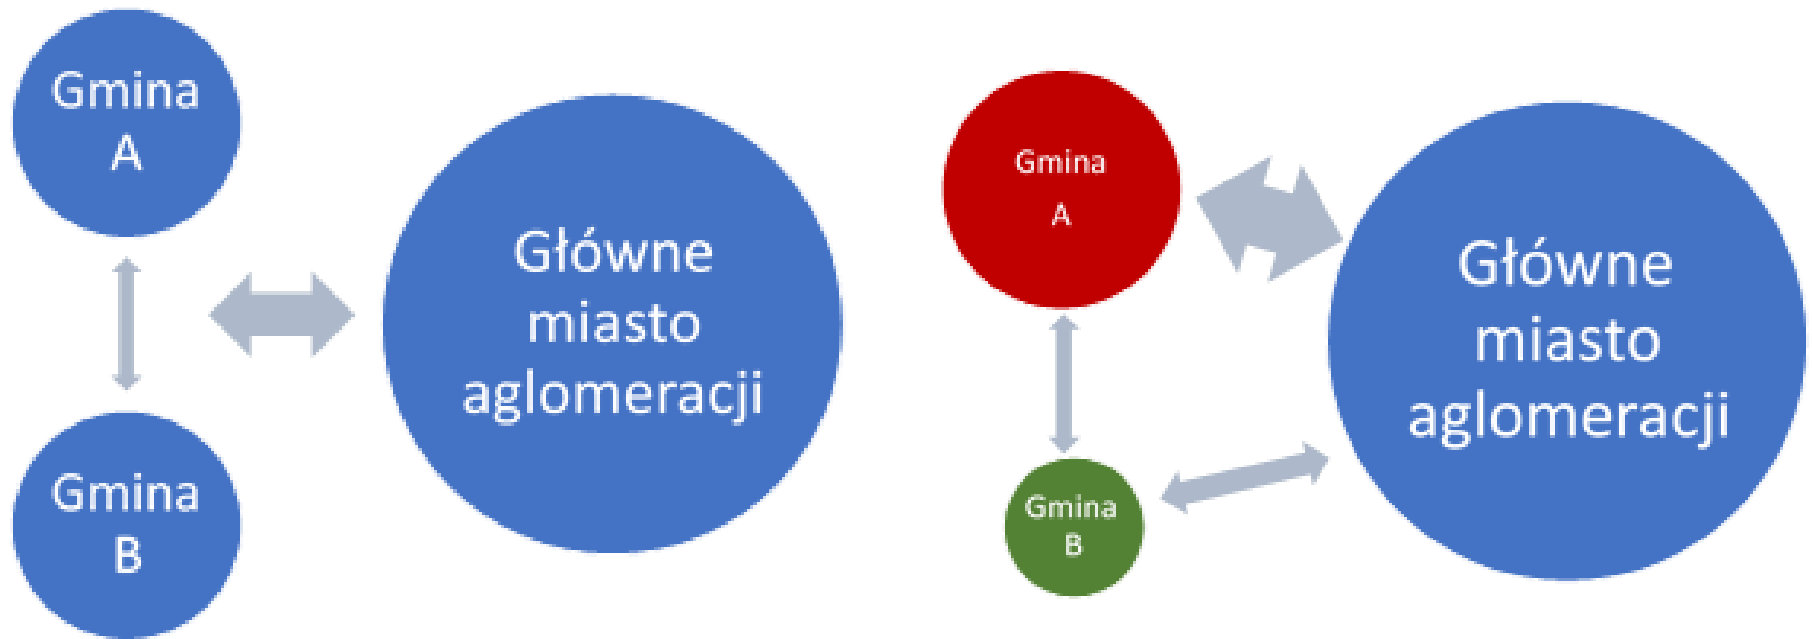 Gmina
A
Gmina
B
Główne
miasto
aglomeracji
Gmina
A
Gmina
B
Główne
miasto
aglomeracji